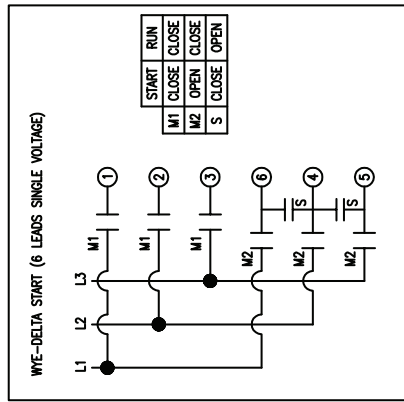 WYE-DELTA START (6 LEADS SINGLE VOLTAGE)
L1 L2 L3
M1 1
M1 2
M1 3
M2 6
S
M2 4
S
M2 5
START RUN
M1 CLOSE CLOSE
M2 OPEN CLOSE
S CLOSE OPEN